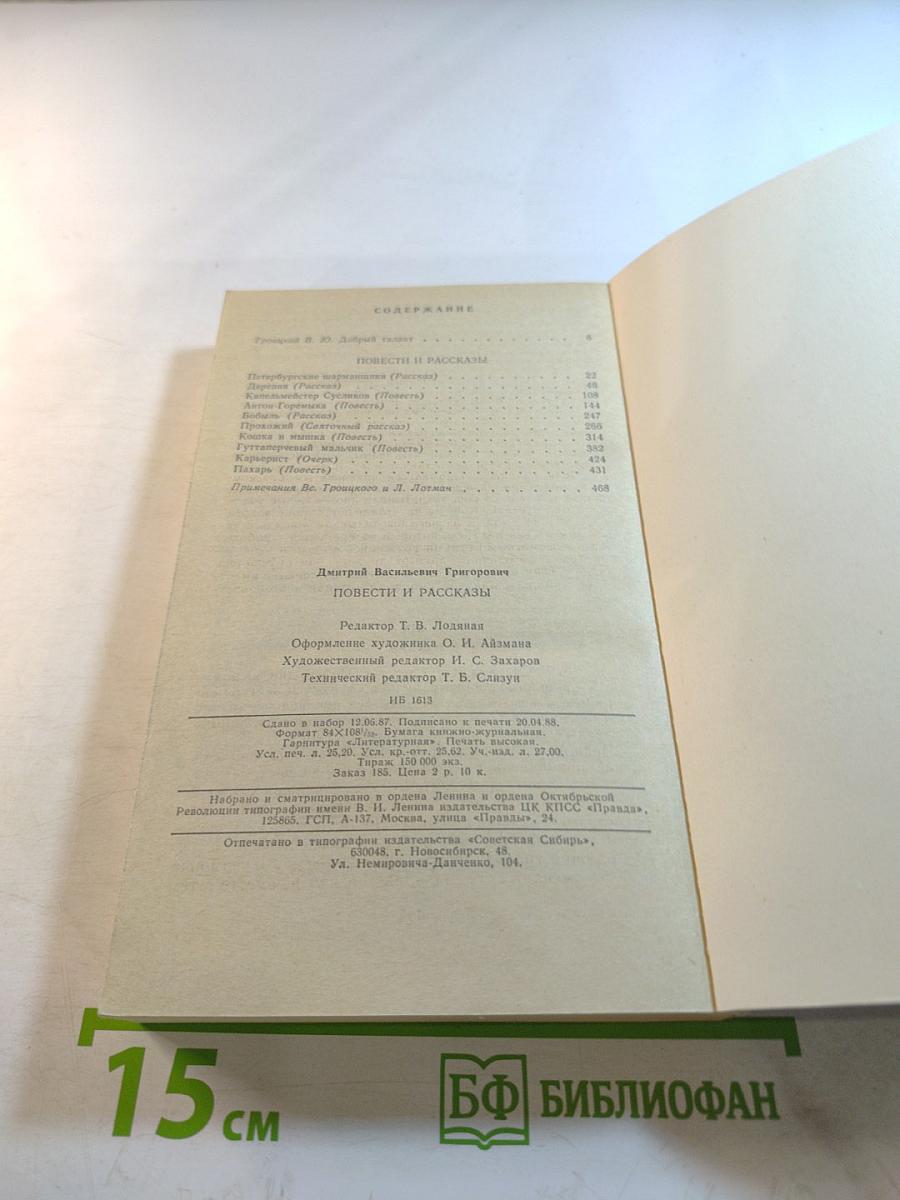 СОДЕРЖАНИЕ
Троицкий В. Ю. Добрый талант . . . . . . . . . . . . 5
ПОВЕСТИ И РАССКАЗЫ
Петербургские шарманщики (Рассказ) . . . . . . . . . 22
Деревня (Рассказ) . . . . . . . . . . . . . . . 46
Капельмейстер Сусликов (Повесть) . . . . . . . . . . 108
Антон-Горемыка (Повесть) . . . . . . . . . . . . . 144
Бобыль (Рассказ) . . . . . . . . . . . . . . . 247
Прохожий (Святочный рассказ) . . . . . . . . . . . 266
Кошка и мышка (Повесть) . . . . . . . . . . . . . 314
Гуттаперчевый мальчик (Повесть) . . . . . . . . . . 382
Карьерист (Очерк) . . . . . . . . . . . . . . . 424
Пахарь (Повесть) . . . . . . . . . . . . . . . 431
Примечания Вс. Троицкого и Л. Лотман . . . . . . . . . 468
Дмитрий Васильевич Григорович
ПОВЕСТИ И РАССКАЗЫ
Редактор Т. В. Лодяная
Оформление художника О. И. Айзмана
Художественный редактор И. С. Захаров
Технический редактор Т. Б. Слизун
ИБ 1613
Сдано в набор 12.06.87. Подписано к печати 20.04.88.
Формат 84×108¹/₃₂. Бумага книжно-журнальная.
Гарнитура «Литературная». Печать высокая.
Усл. печ. л. 25,20. Усл. кр.-отт. 25,62. Уч.-изд. л. 27,00.
Тираж 150 000 экз.
Заказ 185. Цена 2 р. 10 к.
Набрано и сматрицировано в ордена Ленина и ордена Октябрьской
Революции типографии имени В. И. Ленина издательства ЦК КПСС «Правда»,
125865, ГСП, А-137, Москва, улица «Правды», 24.
Отпечатано в типографии издательства «Советская Сибирь»,
630048, г. Новосибирск, 48.
Ул. Немировича-Данченко, 104.
15 см
БФ БИБЛИОФАН